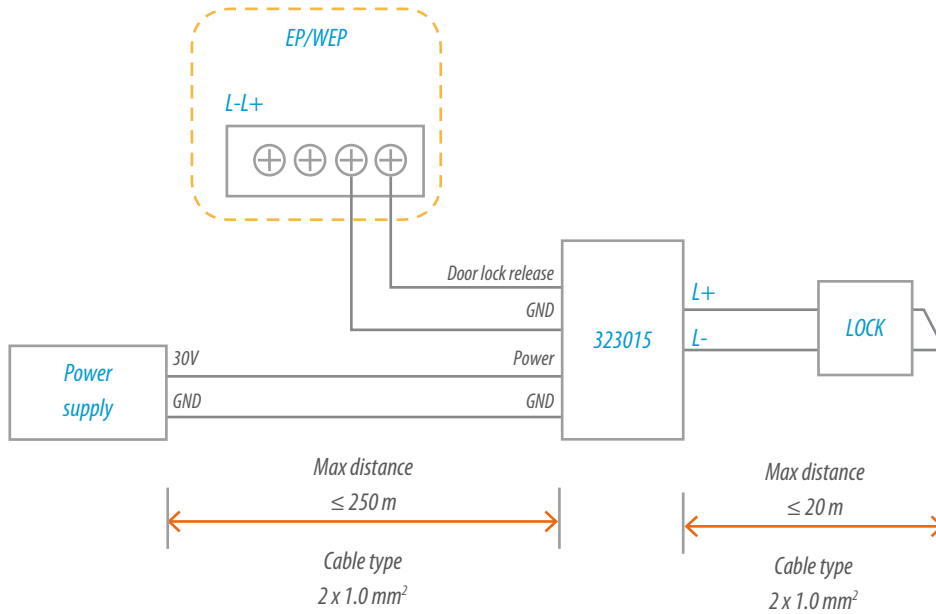 EP/WEP
L-L+
Door lock release
GND
L+
L-
323015
LOCK
Power
supply
30V
Power
GND
GND
Max distance
≤ 250 m
Cable type
2 x 1.0 mm²
Max distance
≤ 20 m
Cable type
2 x 1.0 mm²